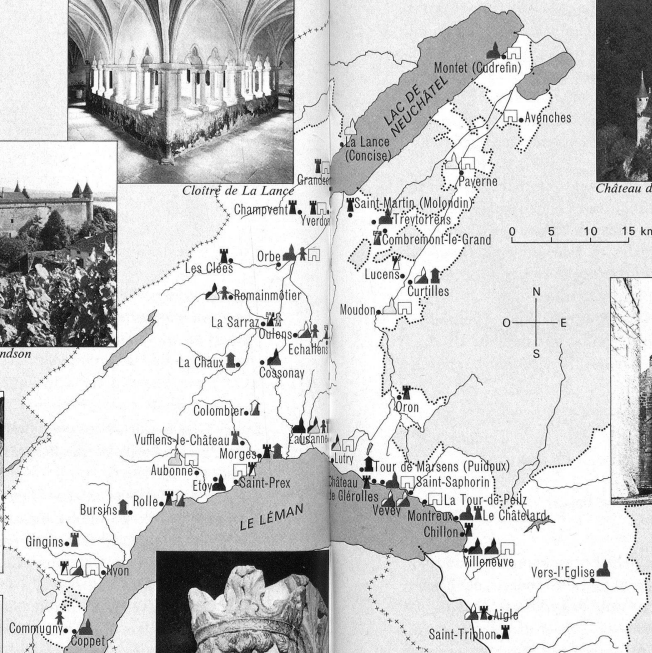 Montet (Cudrefin)
LAC DE
NEUCHÂTEL
Avenches
La Lance
(Concise)
Payerne
Cloître de La Lance
Château d
Champvent
Yverdon
Saint-Martin (Molondin)
Treytorrens
Combremont-le-Grand
0 5 10 15 km
Les Clées
Orbe
Lucens
Curtilles
Romainmôtier
Moudon
N
O E
S
La Sarraz
Oulens
Echallens
ndson
La Chaux
Cossonay
Colombier
Oron
Lausanne
Vufflens-le-Château
Morges
Lutry
Tour de Marsens (Puidoux)
Aubonne
Etoy
Saint-Prex
Château
de Glérolles
Saint-Saphorin
Bursins
Rolle
Vevey
La Tour-de-Peilz
LE LÉMAN
Montreux
Le Châtelard
Chillon
Gingins
Villeneuve
Nyon
Vers-l'Eglise
Aigle
Commugny
Coppet
Saint-Triphon